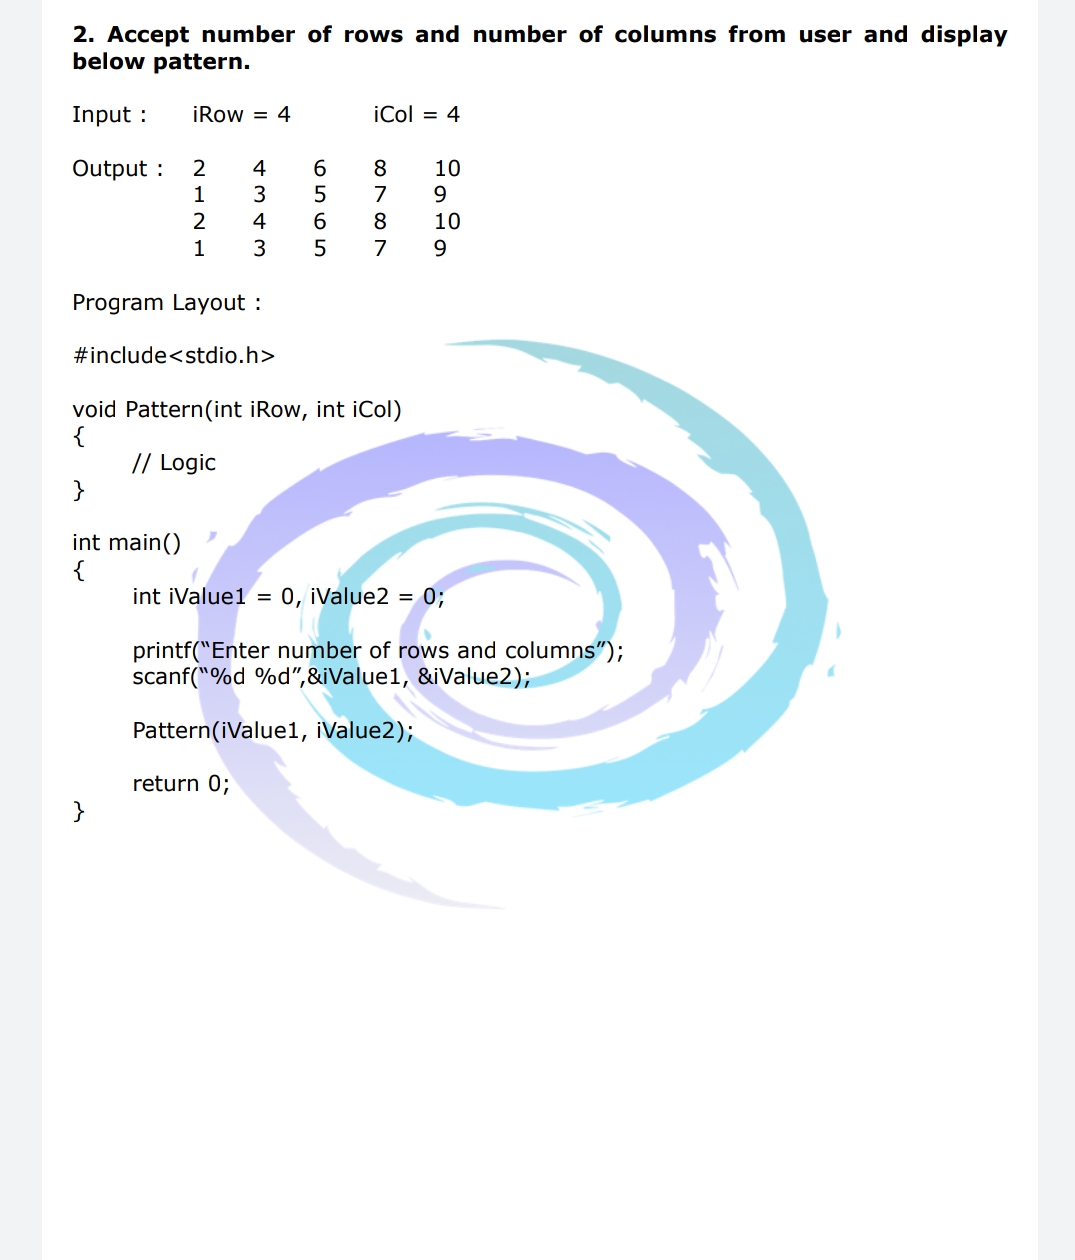 2. Accept number of rows and number of columns from user and display
below pattern.
Input : iRow = 4 iCol = 4
Output : 2 4 6 8 10
1 3 5 7 9
2 4 6 8 10
1 3 5 7 9
Program Layout :
#include<stdio.h>
void Pattern(int iRow, int iCol)
{
// Logic
}
int main()
{
int iValue1 = 0, iValue2 = 0;
printf(“Enter number of rows and columns”);
scanf(“%d %d”,&iValue1, &iValue2);
Pattern(iValue1, iValue2);
return 0;
}